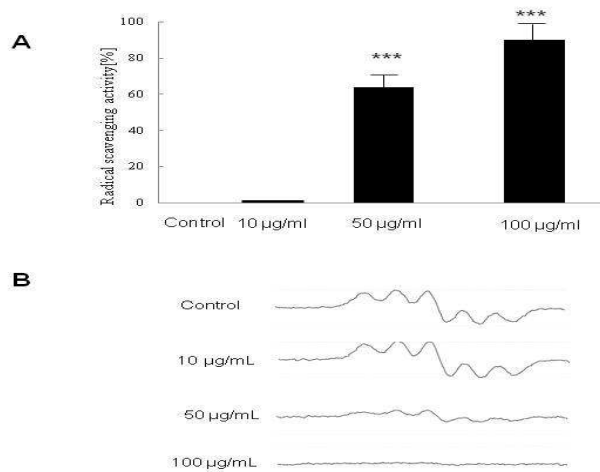 A
Radical scavenging activity[%]
100
80
60
40
20
0
***
***
Control 10 µg/ml 50 µg/ml 100 µg/ml
B
Control
10 µg/mL
50 µg/mL
100 µg/mL